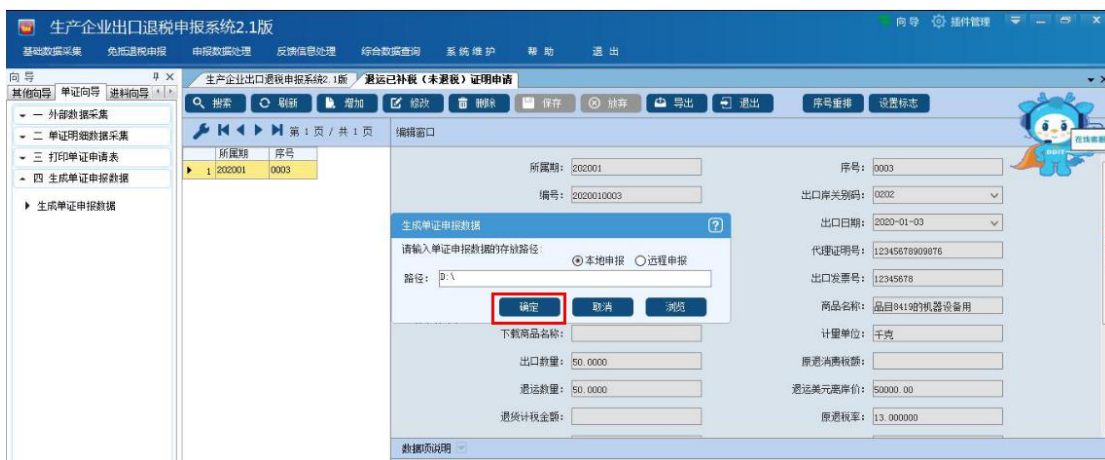 生产企业出口退税申报系统2.1版
向导 插件管理
基础数据采集 免抵退税申报 申报数据处理 反馈信息处理 综合数据查询 系统维护 帮助 退出
向导
其他向导 单证向导 进料向导
一 外部数据采集
二 单证明细数据采集
三 打印单证申请表
四 生成单证申报数据
生成单证申报数据
生产企业出口退税申报系统2.1版 退运已补税（未退税）证明申请
搜索 刷新 增加 修改 删除 保存 放弃 导出 退出 序号重排 设置标志
第 1 页 / 共 1 页
编辑窗口
在线客服
所属期 序号
1 202001 0003
所属期: 202001 序号: 0003
编号: 2020010003 出口岸关别码: 0202
出口日期: 2020-01-03
代理证明号: 12345678909876
出口发票号: 12345678
商品名称: 品目8419的机器设备用
生成单证申报数据
请输入单证申报数据的存放路径:
本地申报 远程申报
路径: D:\
确定 取消 浏览
下载商品名称: 计量单位: 千克
出口数量: 50.0000 原退消费税额:
退运数量: 50.0000 退运美元离岸价: 50000.00
退货计税金额: 原退税率: 13.000000
数据项说明